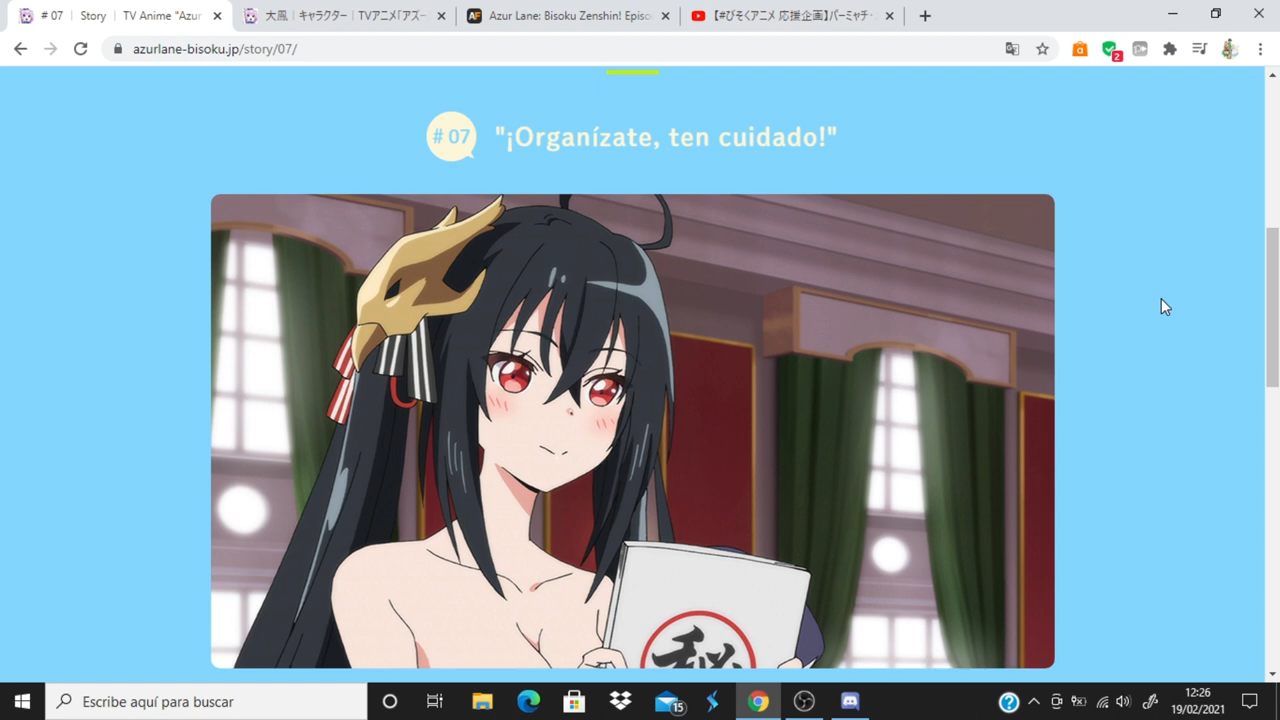 # 07 | Story | TV Anime "Azur
大鳳｜キャラクター｜TVアニメ「アズー
Azur Lane: Bisoku Zenshin! Episo
【#びそくアニメ 応援企画】パーミャチ・
azurlane-bisoku.jp/story/07/
2
# 07 "¡Organízate, ten cuidado!"
秘
Escribe aquí para buscar
15
12:26
19/02/2021